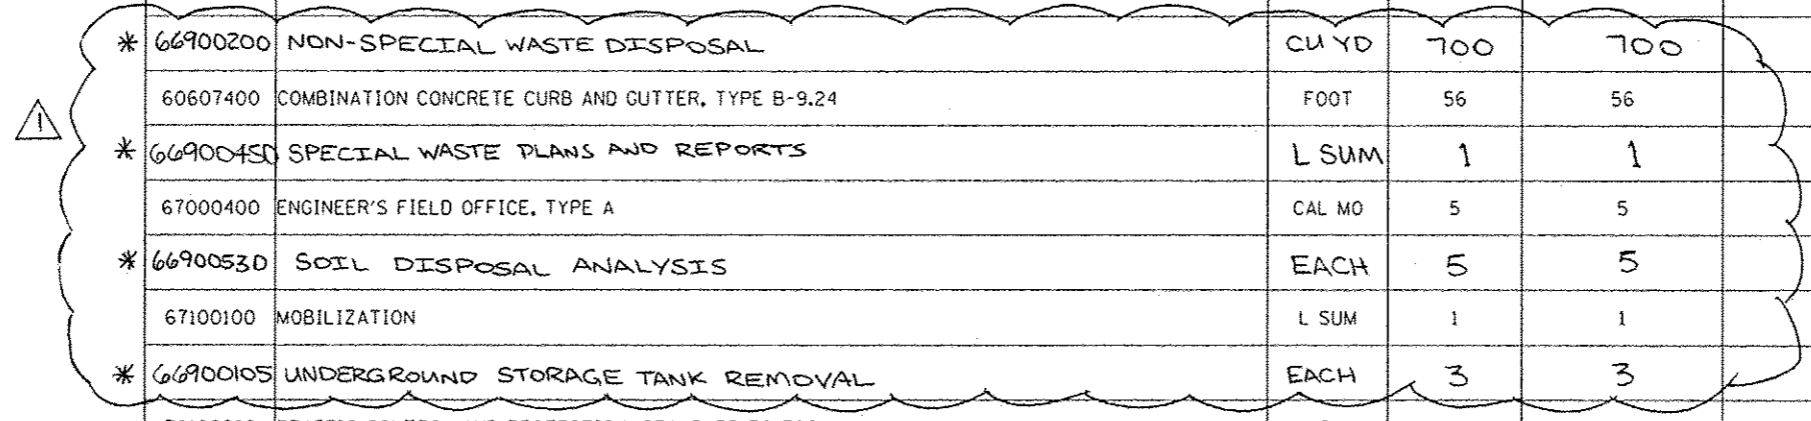 * 66900200 NON-SPECIAL WASTE DISPOSAL CU YD 700 700
60607400 COMBINATION CONCRETE CURB AND GUTTER, TYPE B-9.24 FOOT 56 56
1
* 66900450 SPECIAL WASTE PLANS AND REPORTS L SUM 1 1
67000400 ENGINEER'S FIELD OFFICE, TYPE A CAL MO 5 5
* 66900530 SOIL DISPOSAL ANALYSIS EACH 5 5
67100100 MOBILIZATION L SUM 1 1
* 66900105 UNDERGROUND STORAGE TANK REMOVAL EACH 3 3